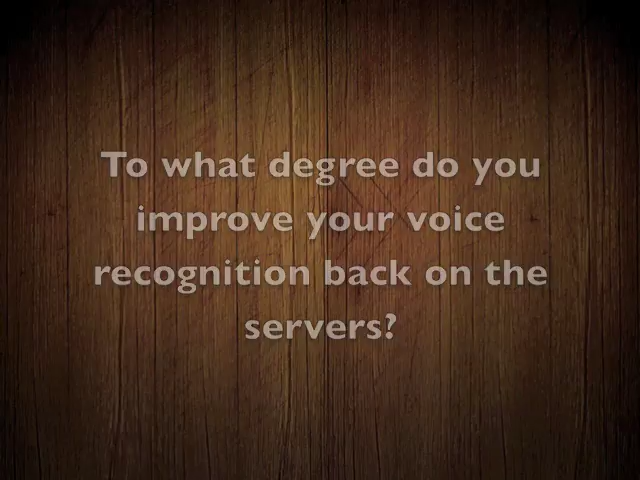 To what degree do you
improve your voice
recognition back on the
servers?